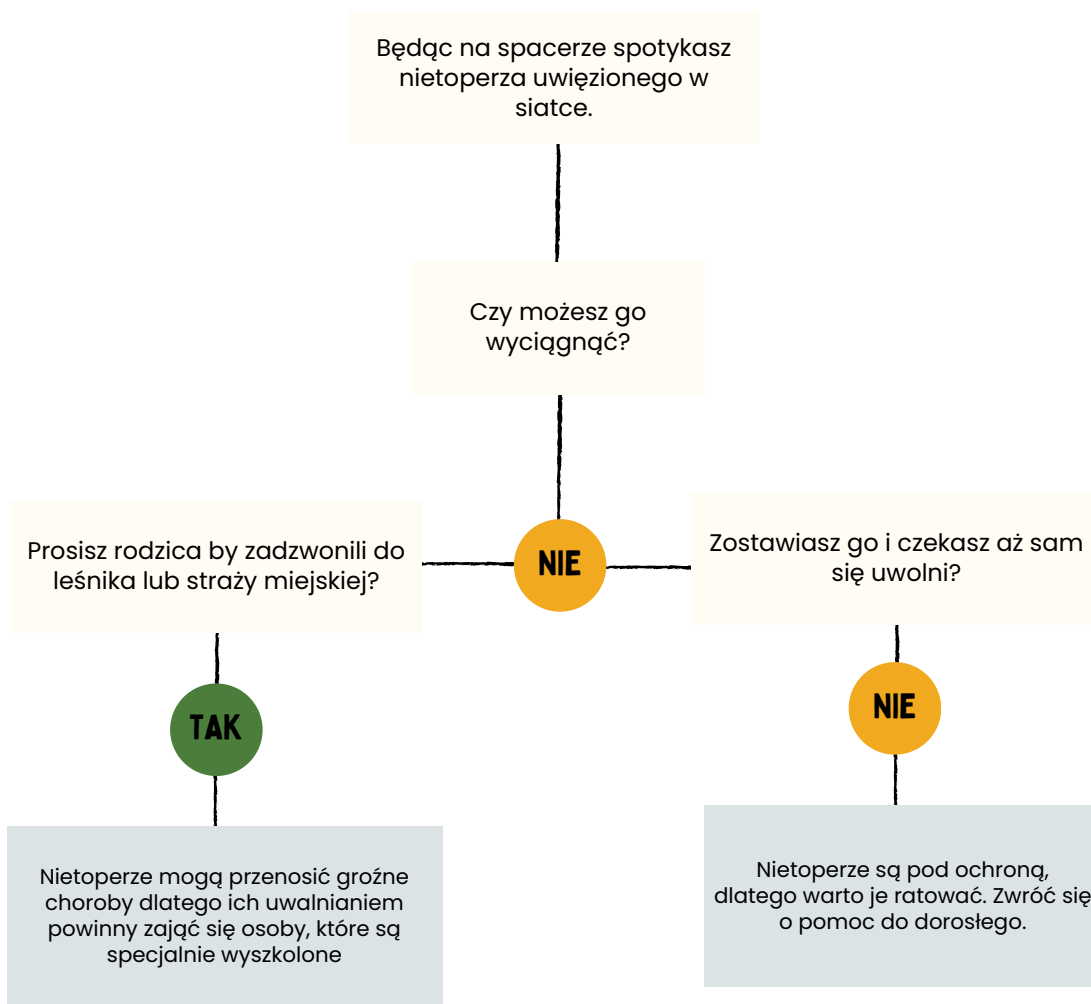 Będąc na spacerze spotykasz
nietoperza uwięzionego w
siatce.
Czy możesz go
wyciągnąć?
NIE
Prosisz rodzica by zadzwonili do
leśnika lub straży miejskiej?
TAK
Nietoperze mogą przenosić groźne
choroby dlatego ich uwalnianiem
powinny zająć się osoby, które są
specjalnie wyszkolone
Zostawiasz go i czekasz aż sam
się uwolni?
NIE
Nietoperze są pod ochroną,
dlatego warto je ratować. Zwróć się
o pomoc do dorosłego.